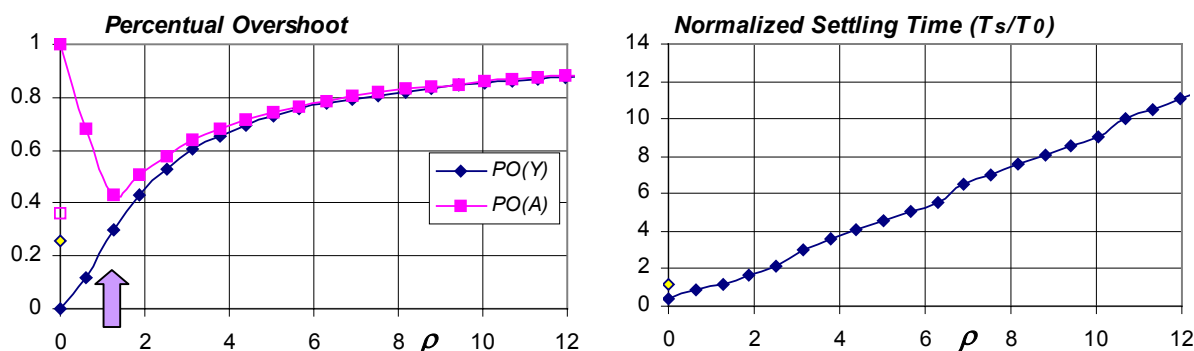 Percentual Overshoot
1
0.8
0.6
0.4
0.2
0
0 2 4 6 8 10 12
ρ
PO(Y)
PO(A)
Normalized Settling Time (Ts/T0)
14
12
10
8
6
4
2
0
0 2 4 6 8 10 12
ρ